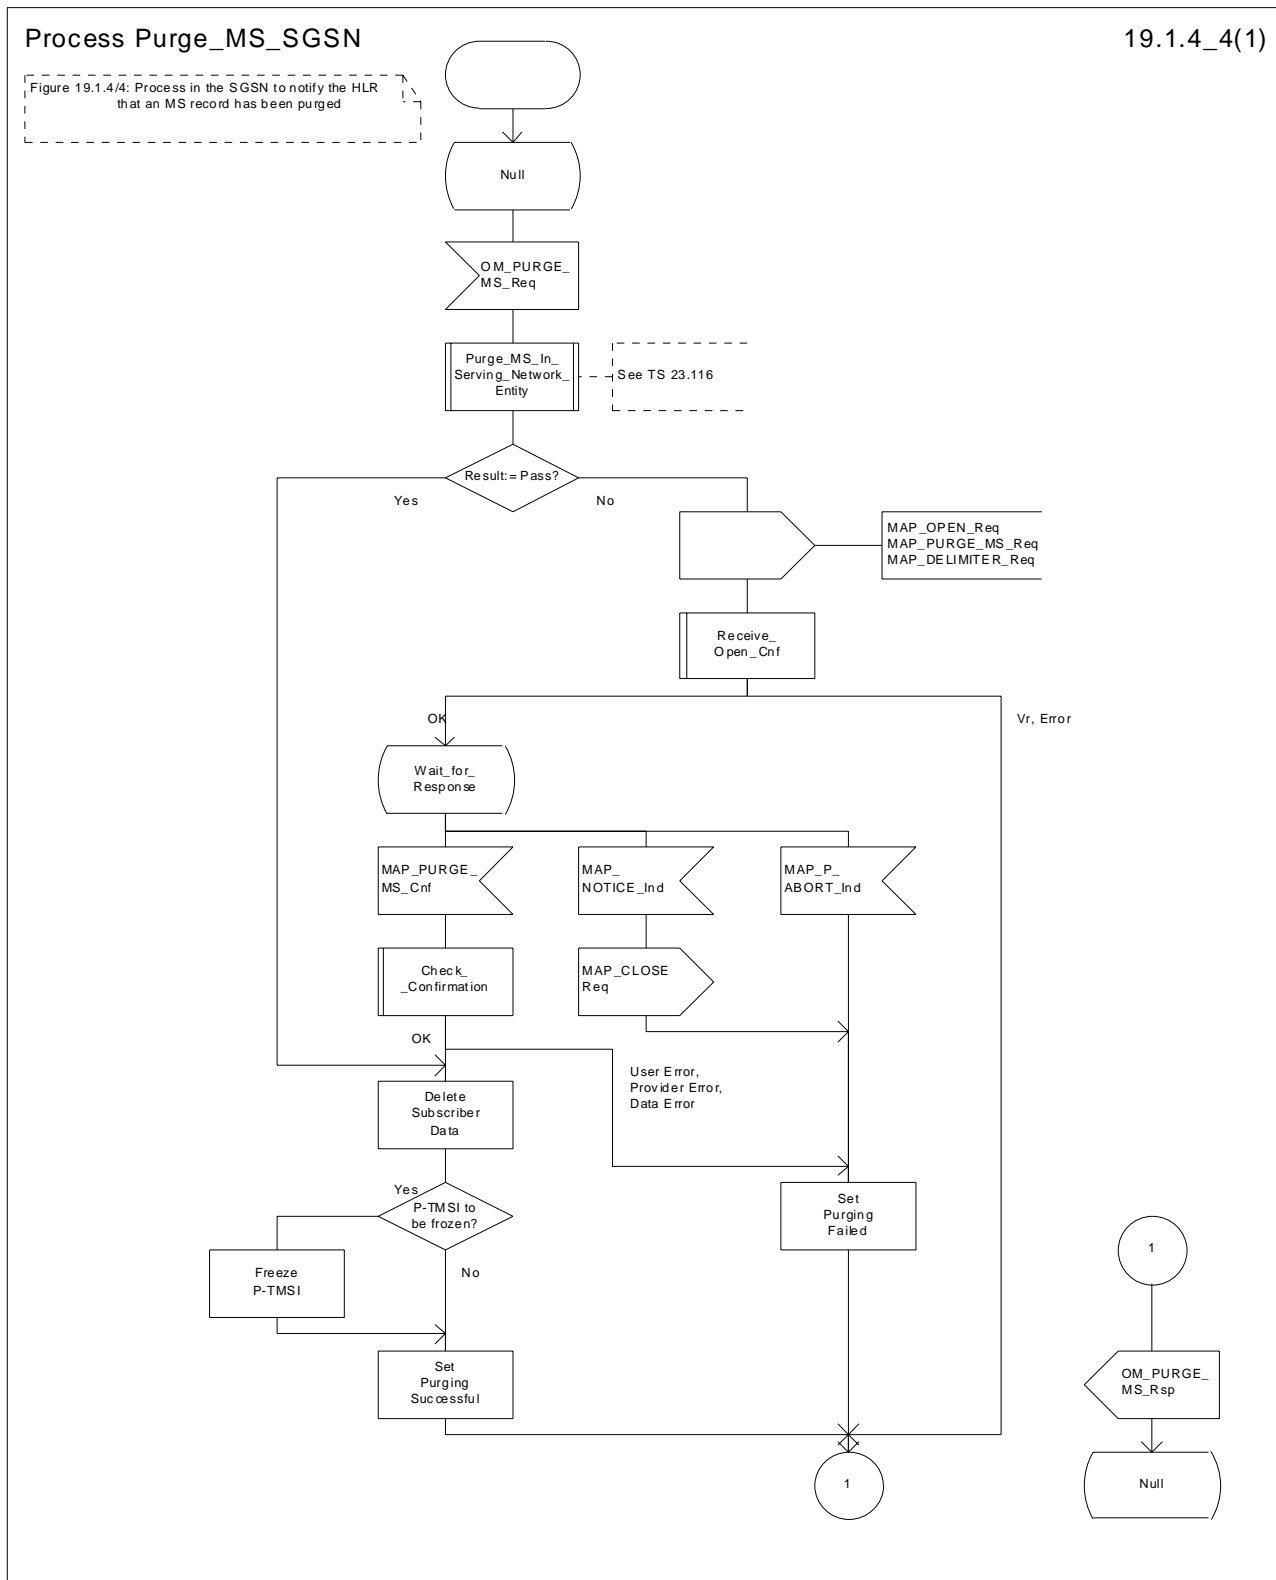 Process Purge_MS_SGSN
19.1.4_4(1)
Figure 19.1.4/4: Process in the SGSN to notify the HLR
that an MS record has been purged
Null
OM_PURGE_
MS_Req
Purge_MS_In_
Serving_Network_
Entity
See TS 23.116
Result:=Pass?
Yes
No
MAP_OPEN_Req
MAP_PURGE_MS_Req
MAP_DELIMITER_Req
Receive_
Open_Cnf
OK
Vr, Error
Wait_for_
Response
MAP_PURGE_
MS_Cnf
MAP_
NOTICE_Ind
MAP_P_
ABORT_Ind
Check_
_Confirmation
MAP_CLOSE
Req
OK
User Error,
Provider Error,
Data Error
Delete
Subscriber
Data
Yes
P-TMSI to
be frozen?
Set
Purging
Failed
1
Freeze
P-TMSI
No
Set
Purging
Successful
OM_PURGE_
MS_Rsp
1
Null